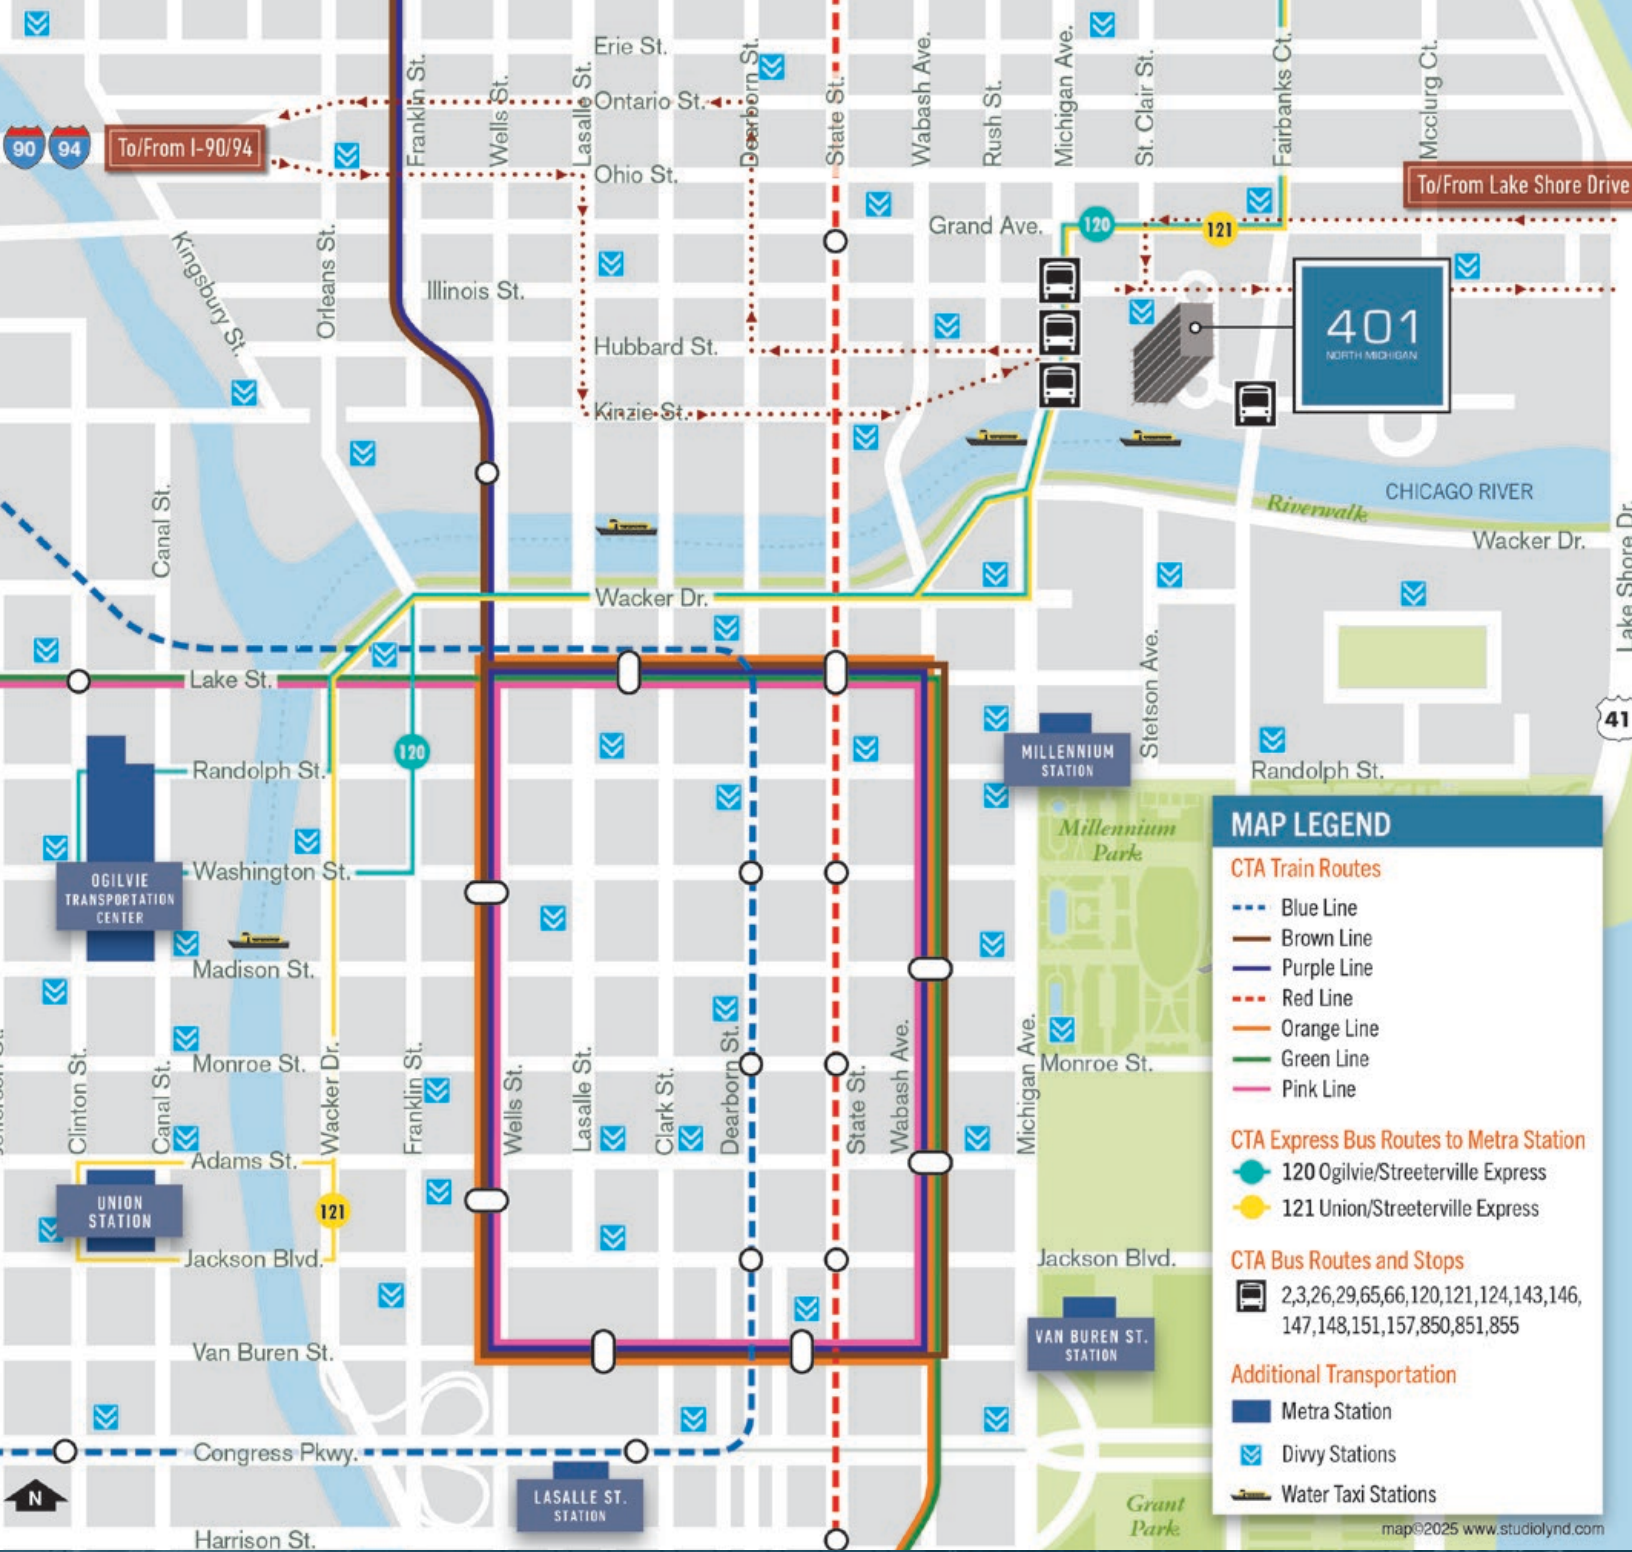 Erie St.
Franklin St.
Wells St.
Lasalle St.
Dearborn St.
State St.
Wabash Ave.
Rush St.
Michigan Ave.
St. Clair St.
Fairbanks Ct.
Mcclurg Ct.
Ontario St.
90 94
To/From I-90/94
Ohio St.
To/From Lake Shore Drive
Grand Ave.
120
121
Kingsbury St.
Orleans St.
Illinois St.
401
NORTH MICHIGAN
Hubbard St.
Kinzie St.
CHICAGO RIVER
Riverwalk
Wacker Dr.
Canal St.
Lake Shore Dr.
Wacker Dr.
Stetson Ave.
Lake St.
41
120
MILLENNIUM
STATION
Randolph St.
Randolph St.
Millennium
Park
Washington St.
OGILVIE
TRANSPORTATION
CENTER
Madison St.
Monroe St.
Monroe St.
Clinton St.
Canal St.
Wacker Dr.
Franklin St.
Wells St.
Lasalle St.
Clark St.
Dearborn St.
State St.
Wabash Ave.
Michigan Ave.
Adams St.
UNION
STATION
121
Jackson Blvd.
Jackson Blvd.
VAN BUREN ST.
STATION
Van Buren St.
Congress Pkwy.
N
LASALLE ST.
STATION
Grant
Park
Harrison St.
MAP LEGEND
CTA Train Routes
Blue Line
Brown Line
Purple Line
Red Line
Orange Line
Green Line
Pink Line
CTA Express Bus Routes to Metra Station
120 Ogilvie/Streeterville Express
121 Union/Streeterville Express
CTA Bus Routes and Stops
2,3,26,29,65,66,120,121,124,143,146,
147,148,151,157,850,851,855
Additional Transportation
Metra Station
Divvy Stations
Water Taxi Stations
map©2025 www.studiolynd.com